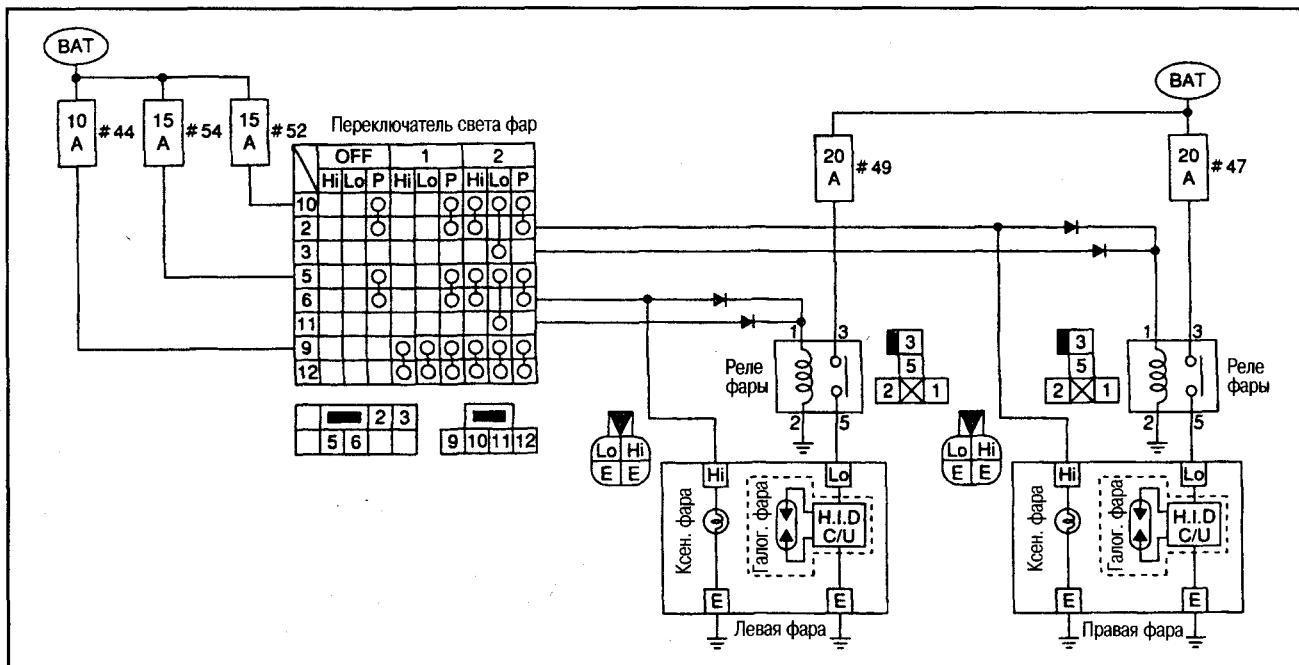 BAT
10 A #44
15 A #54
15 A #52
Переключатель света фар
OFF 1 2
Hi Lo P Hi Lo P Hi Lo P
10
2
3
5
6
11
9
12
2 3
5 6
9 10 11 12
BAT
20 A #49
20 A #47
1 3
Реле фары
2 5
3
5
2 1
1 3
Реле фары
2 5
3
5
2 1
Lo Hi
E E
Hi Lo
Ксен. фара
Галог. фара
H.I.D C/U
E E
Левая фара
Lo Hi
E E
Hi Lo
Ксен. фара
Галог. фара
H.I.D C/U
E E
Правая фара